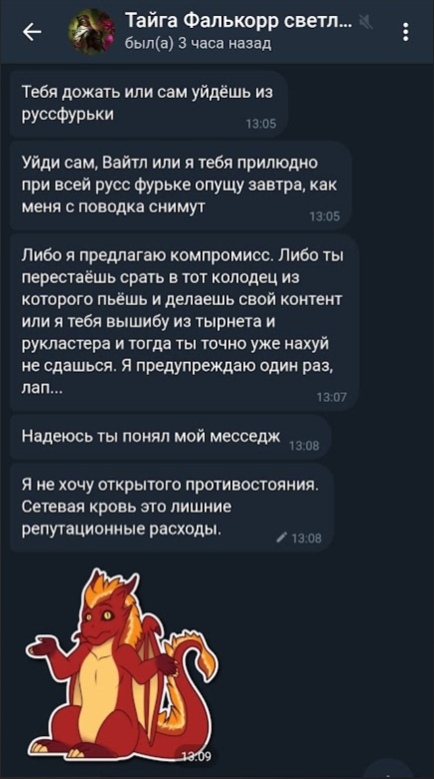 Тайга Фалькорр светл...
был(а) 3 часа назад
Тебя дожать или сам уйдёшь из
руссфурьки
13:05
Уйди сам, Вайтл или я тебя прилюдно
при всей русс фурьке опущу завтра, как
меня с поводка снимут
13:05
Либо я предлагаю компромисс. Либо ты
перестаёшь срать в тот колодец из
которого пьёшь и делаешь свой контент
или я тебя вышибу из тырнета и
рукластера и тогда ты точно уже нахуй
не сдашься. Я предупреждаю один раз,
лап...
13:07
Надеюсь ты понял мой месседж
13:08
Я не хочу открытого противостояния.
Сетевая кровь это лишние
репутационные расходы.
13:08
13:09